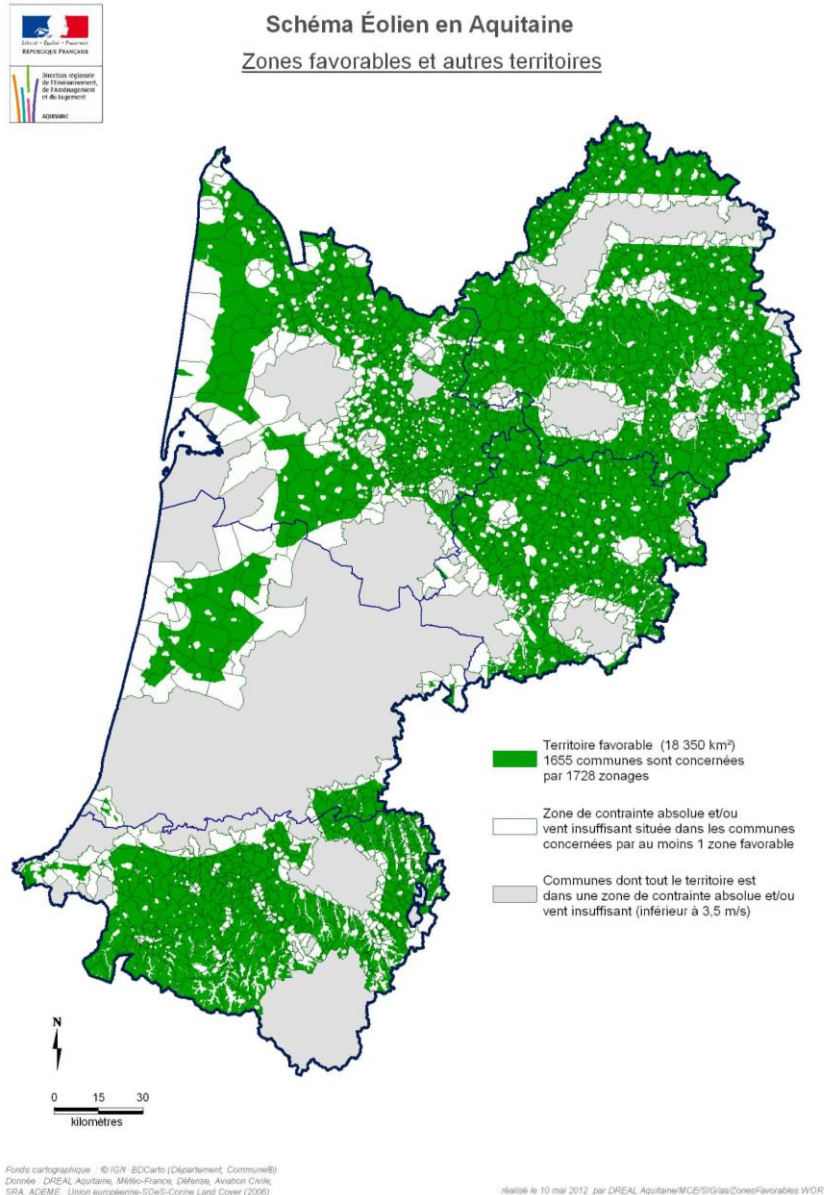 Schéma Éolien en Aquitaine
Zones favorables et autres territoires
Liberté • Égalité • Fraternité
RÉPUBLIQUE FRANÇAISE
Direction régionale
de l'Environnement,
de l'Aménagement
et du Logement
AQUITAINE
Territoire favorable (18 350 km²)
1655 communes sont concernées
par 1728 zonages
Zone de contrainte absolue et/ou
vent insuffisant située dans les communes
concernées par au moins 1 zone favorable
Communes dont tout le territoire est
dans une zone de contrainte absolue et/ou
vent insuffisant (inférieur à 3,5 m/s)
N
0 15 30
kilomètres
Fonds cartographique : © IGN BDCarto (Département, Commune®)
Donnée : DREAL Aquitaine, Météo-France, Défense, Aviation Civile,
SRA, ADEME, Union européenne-SOeS-Corine Land Cover (2006)
réalisé le 10 mai 2012 par DREAL Aquitaine/MCE/SIG/as/ZonesFavorables.WOR